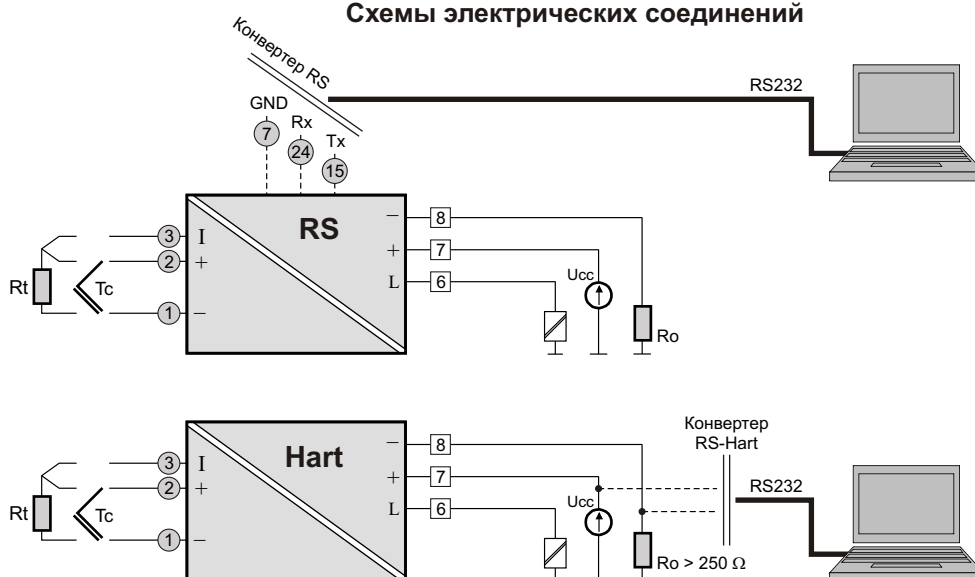 Схемы электрических соединений
Конвертер RS
RS232
GND
7
Rx
24
Tx
15
RS
3 I
2 +
1 −
Rt
Tc
− 8
+ 7
L 6
Ucc
Ro
Конвертер
RS-Hart
RS232
Hart
3 I
2 +
1 −
Rt
Tc
− 8
+ 7
L 6
Ucc
Ro > 250 Ω